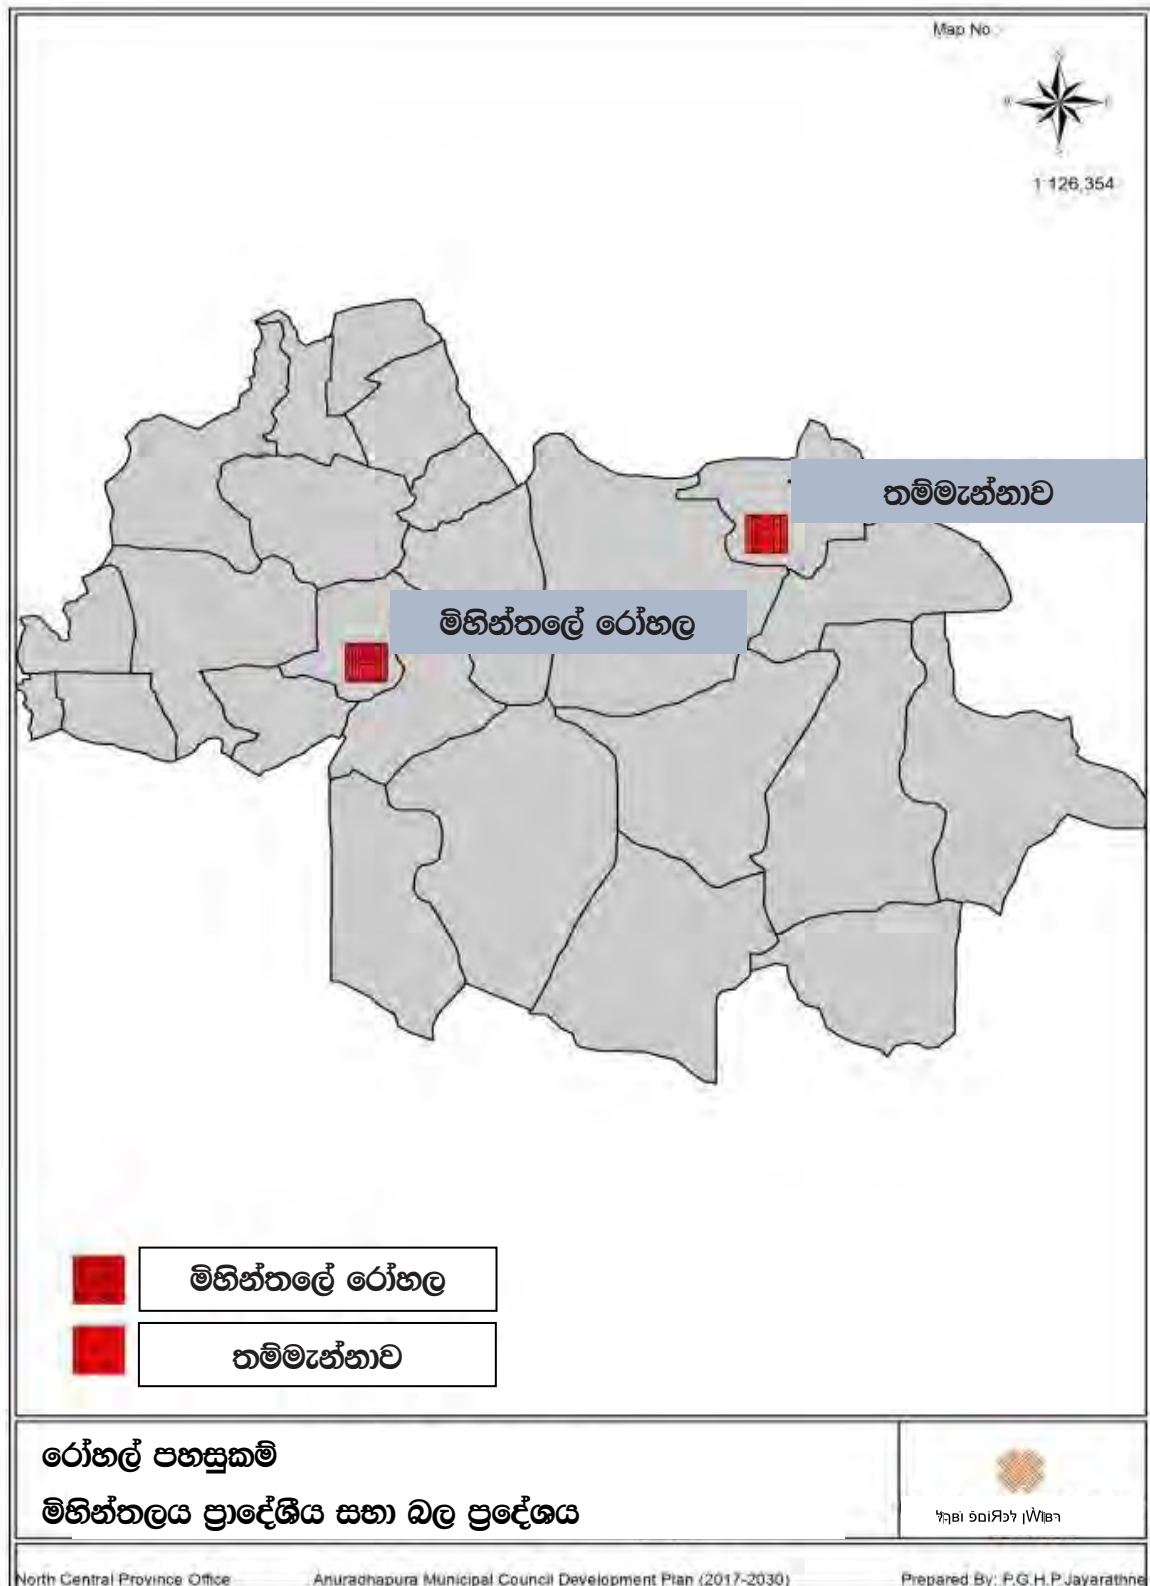 Map No :-
N
W E
S
1:126,354
තම්මැන්නාව
මිහින්තලේ රෝහල
මිහින්තලේ රෝහල
තම්මැන්නාව
රෝහල් පහසුකම්
මිහින්තලය ප්‍රාදේශීය සභා බල ප්‍රදේශය
North Central Province Office
Anuradhapura Municipal Council Development Plan (2017-2030)
Prepared By: P.G.H.P.Jayarathne